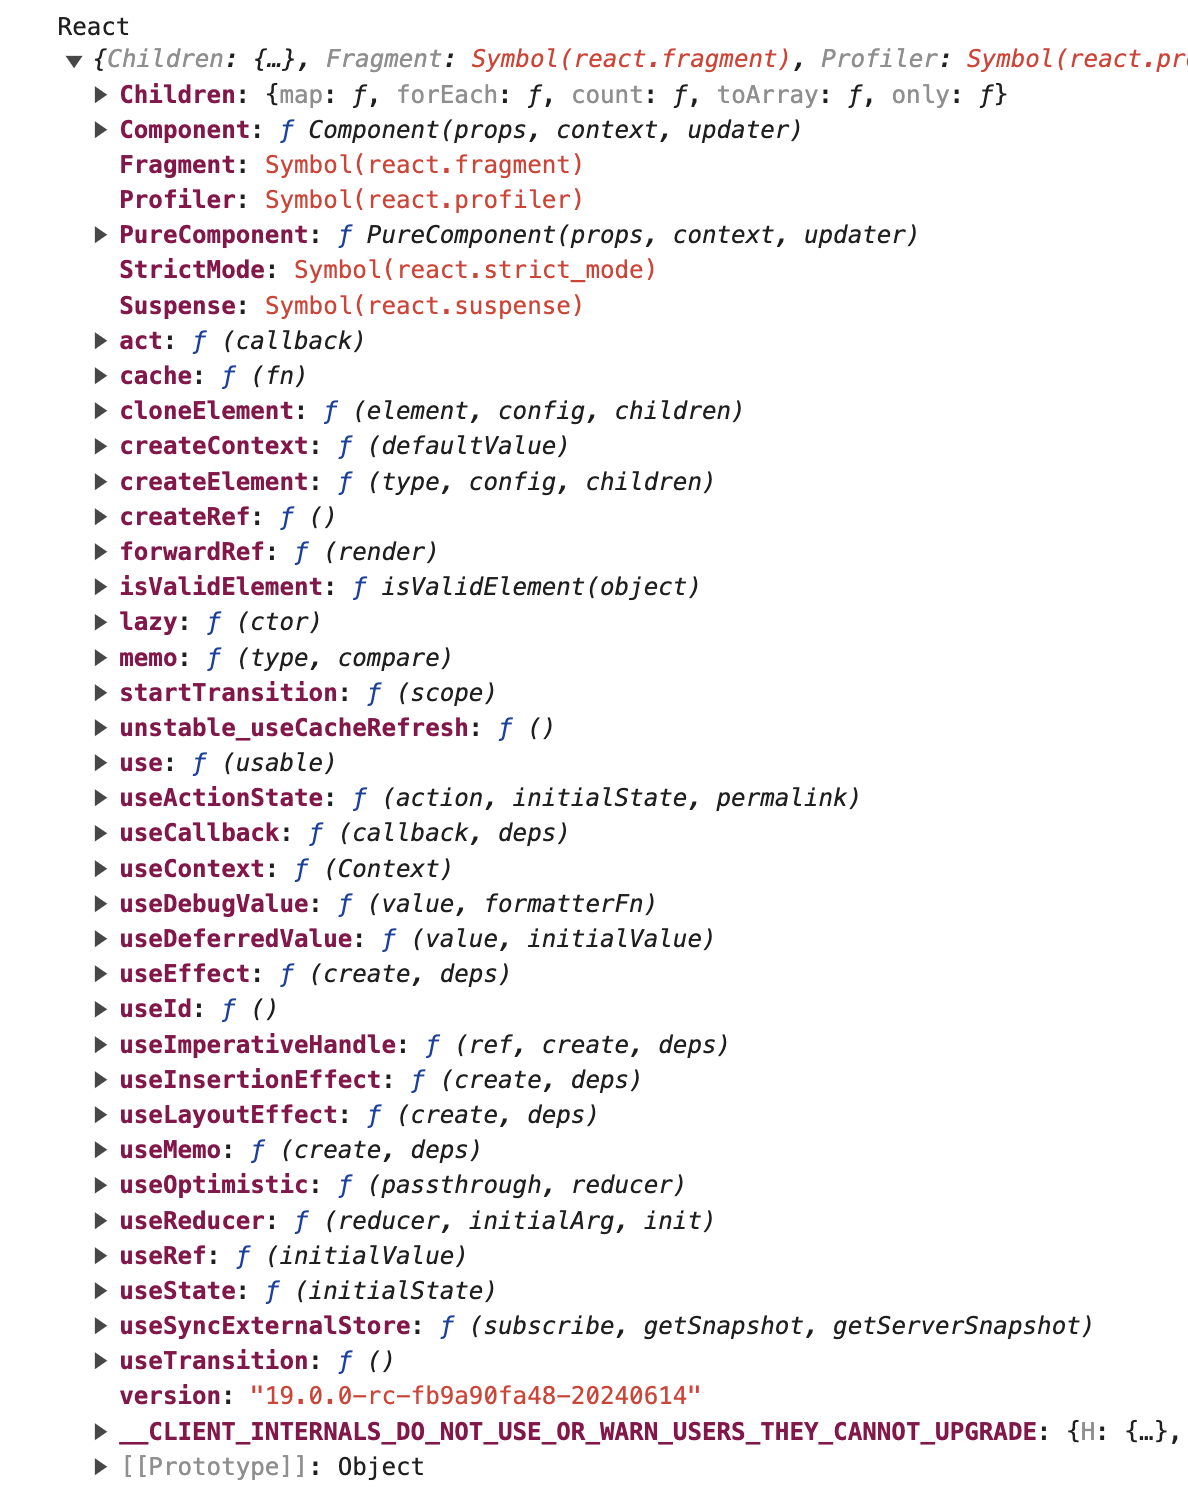 React
▼ {Children: {…}, Fragment: Symbol(react.fragment), Profiler: Symbol(react.pr
▶ Children: {map: ƒ, forEach: ƒ, count: ƒ, toArray: ƒ, only: ƒ}
▶ Component: ƒ Component(props, context, updater)
Fragment: Symbol(react.fragment)
Profiler: Symbol(react.profiler)
▶ PureComponent: ƒ PureComponent(props, context, updater)
StrictMode: Symbol(react.strict_mode)
Suspense: Symbol(react.suspense)
▶ act: ƒ (callback)
▶ cache: ƒ (fn)
▶ cloneElement: ƒ (element, config, children)
▶ createContext: ƒ (defaultValue)
▶ createElement: ƒ (type, config, children)
▶ createRef: ƒ ()
▶ forwardRef: ƒ (render)
▶ isValidElement: ƒ isValidElement(object)
▶ lazy: ƒ (ctor)
▶ memo: ƒ (type, compare)
▶ startTransition: ƒ (scope)
▶ unstable_useCacheRefresh: ƒ ()
▶ use: ƒ (usable)
▶ useActionState: ƒ (action, initialState, permalink)
▶ useCallback: ƒ (callback, deps)
▶ useContext: ƒ (Context)
▶ useDebugValue: ƒ (value, formatterFn)
▶ useDeferredValue: ƒ (value, initialValue)
▶ useEffect: ƒ (create, deps)
▶ useId: ƒ ()
▶ useImperativeHandle: ƒ (ref, create, deps)
▶ useInsertionEffect: ƒ (create, deps)
▶ useLayoutEffect: ƒ (create, deps)
▶ useMemo: ƒ (create, deps)
▶ useOptimistic: ƒ (passthrough, reducer)
▶ useReducer: ƒ (reducer, initialArg, init)
▶ useRef: ƒ (initialValue)
▶ useState: ƒ (initialState)
▶ useSyncExternalStore: ƒ (subscribe, getSnapshot, getServerSnapshot)
▶ useTransition: ƒ ()
version: "19.0.0-rc-fb9a90fa48-20240614"
▶ __CLIENT_INTERNALS_DO_NOT_USE_OR_WARN_USERS_THEY_CANNOT_UPGRADE: {H: {…},
▶ [[Prototype]]: Object